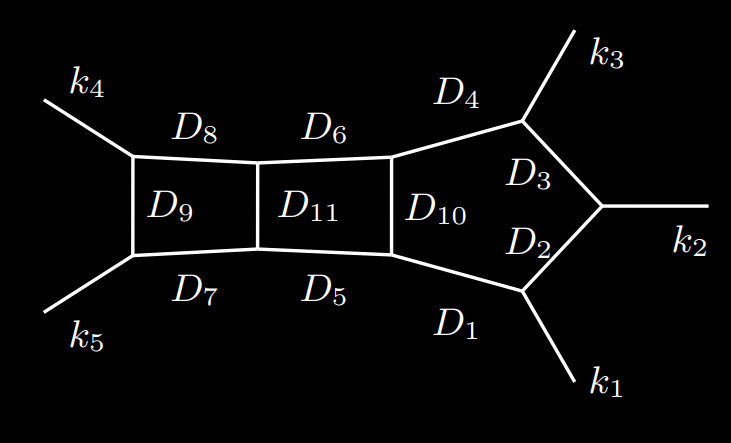 k₃
k₄
D₄
D₈ D₆
D₃
D₉ D₁₁ D₁₀
D₂ k₂
D₇ D₅
D₁
k₅
k₁